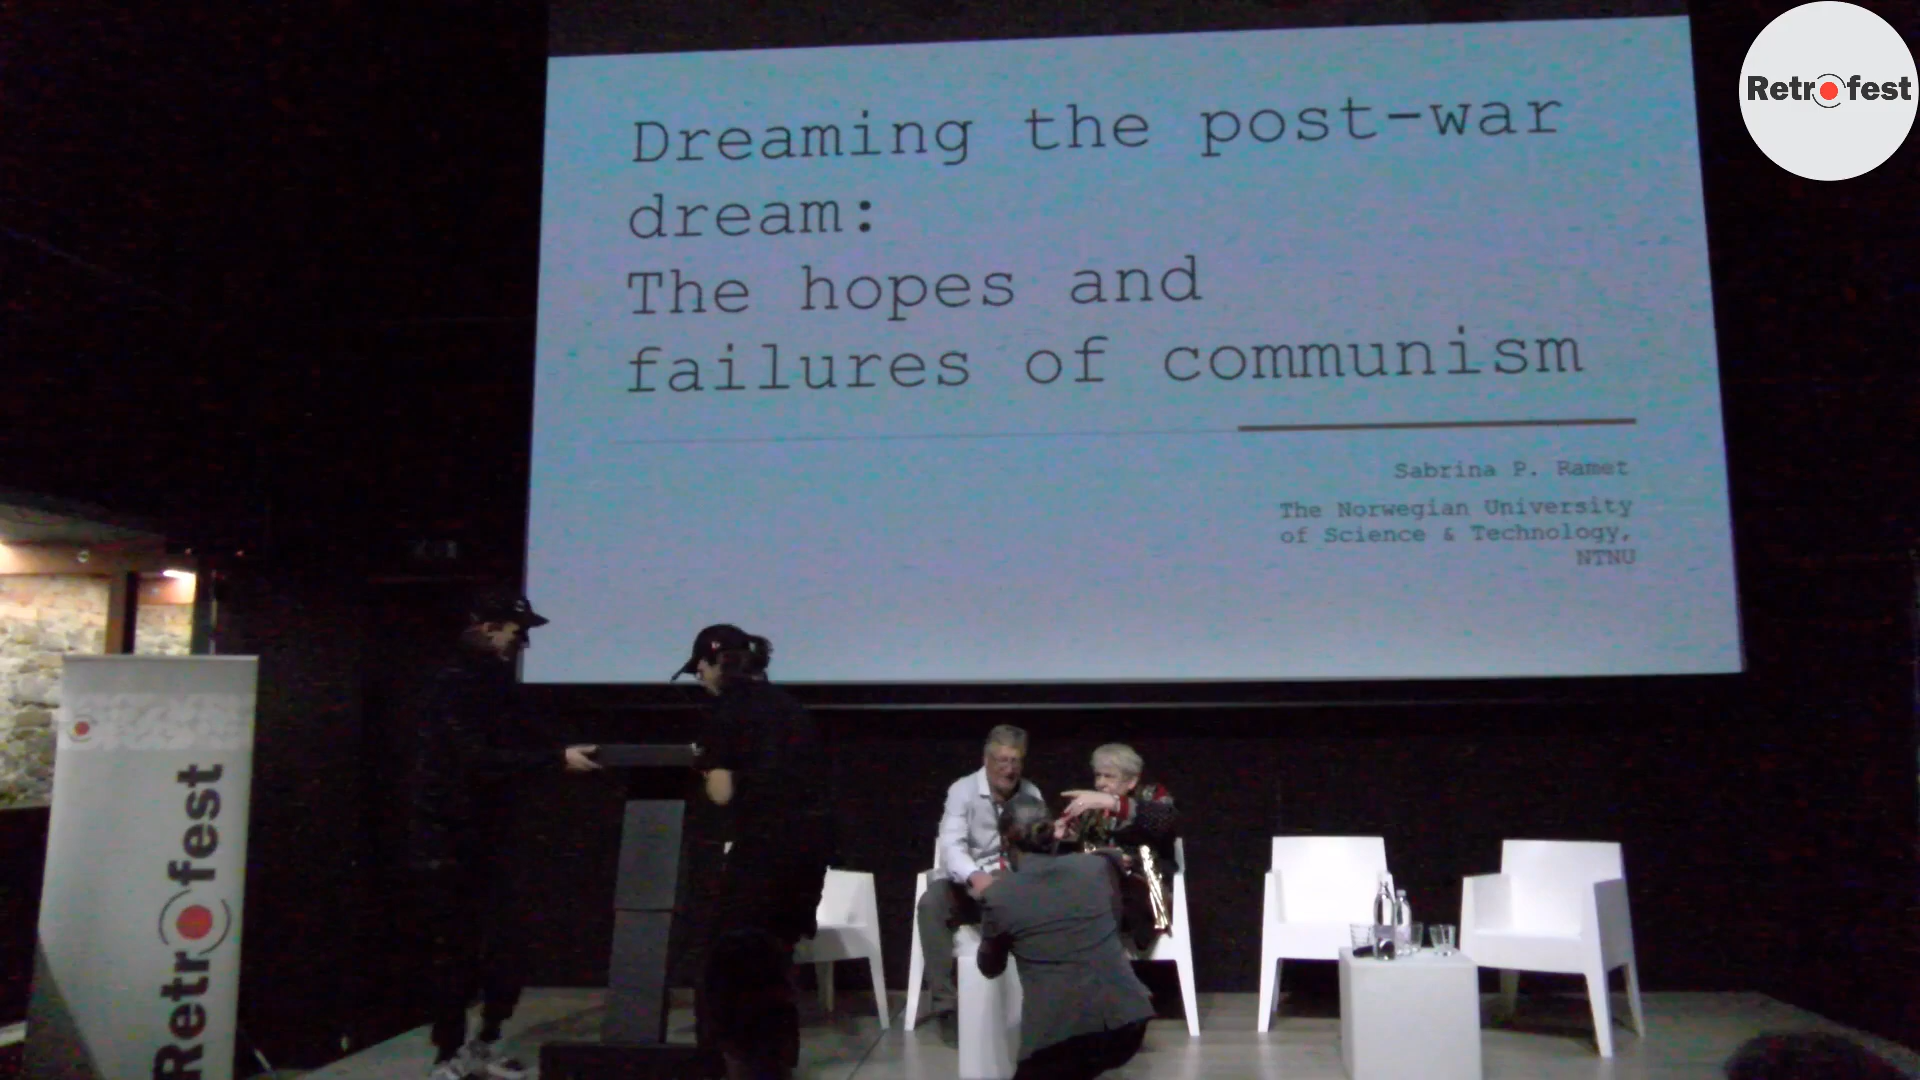 Dreaming the post-war
dream:
The hopes and
failures of communism
Sabrina P. Ramet
The Norwegian University
of Science & Technology,
NTNU
Retrofest
Retrofest